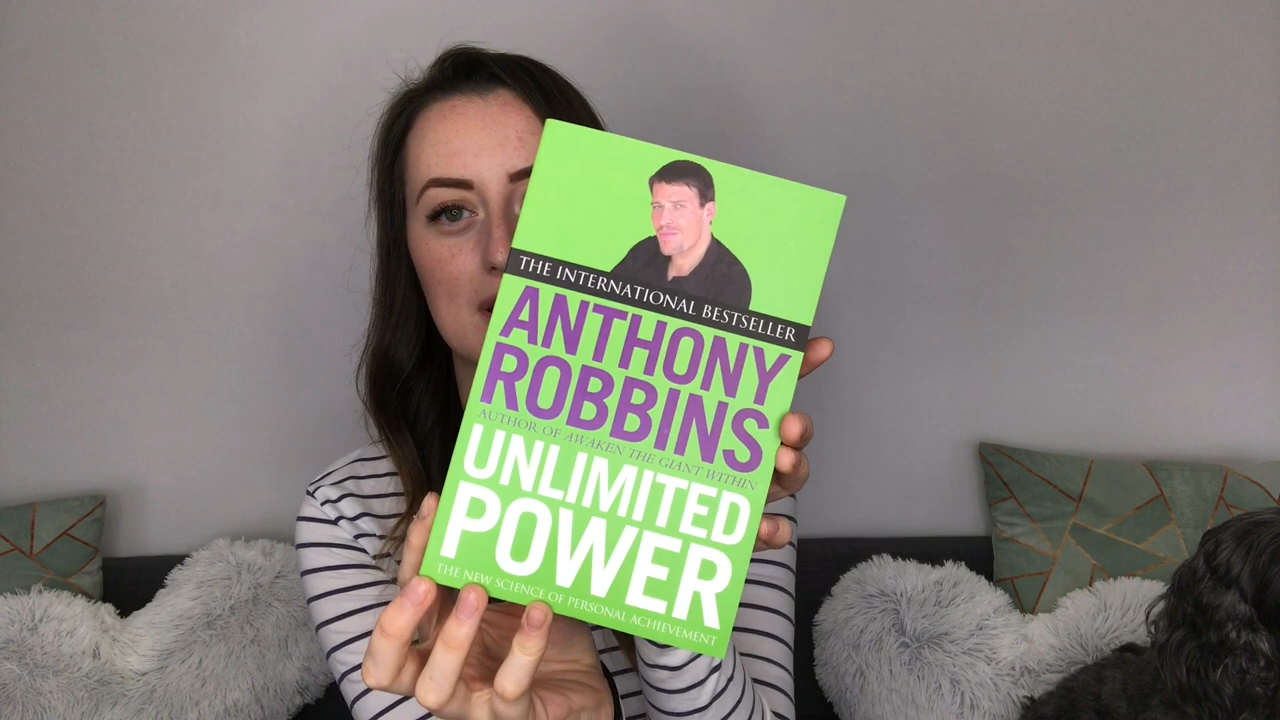 THE INTERNATIONAL BESTSELLER
ANTHONY
ROBBINS
AUTHOR OF AWAKEN THE GIANT WITHIN
UNLIMITED
POWER
THE NEW SCIENCE OF PERSONAL ACHIEVEMENT